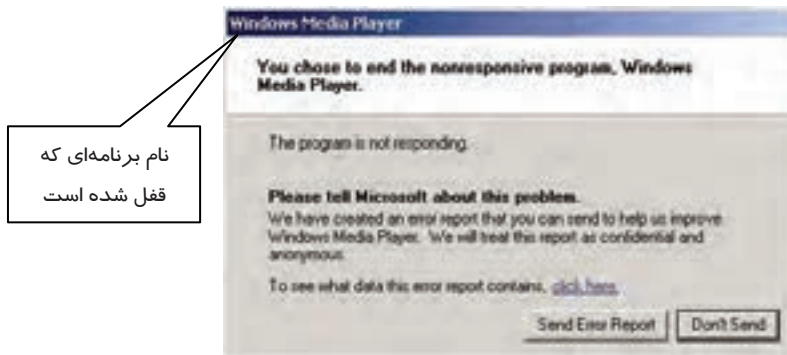 Windows Media Player
You chose to end the nonresponsive program, Windows
Media Player.
The program is not responding.
Please tell Microsoft about this problem.
We have created an error report that you can send to help us improve
Windows Media Player. We will treat this report as confidential and
anonymous.
To see what data this error report contains, click here.
Send Error Report
Don't Send
نام برنامه‌ای که
قفل شده است